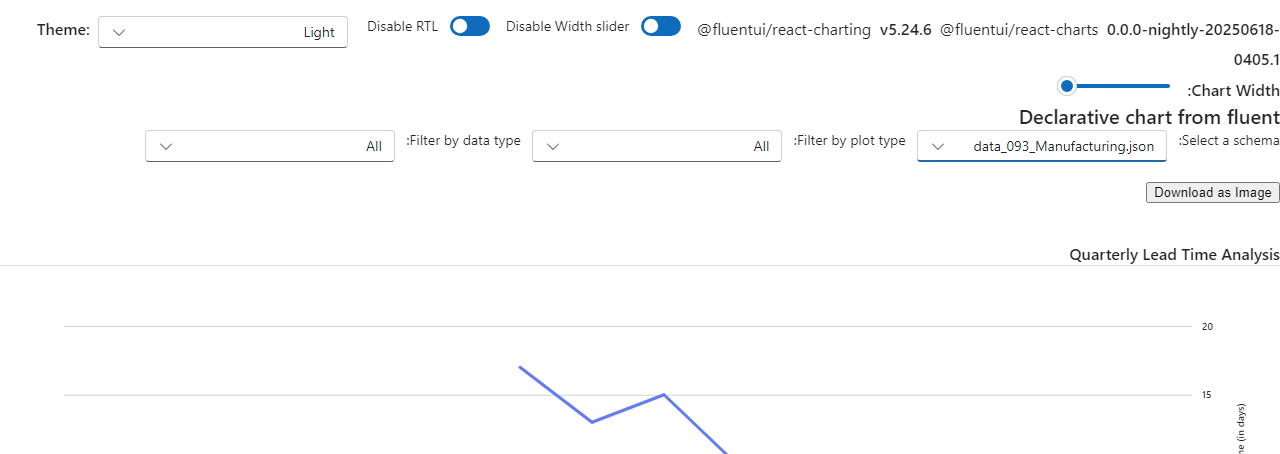 Theme: Light Disable RTL Disable Width slider @fluentui/react-charting v5.24.6 @fluentui/react-charts 0.0.0-nightly-20250618-
0405.1
:Chart Width
Declarative chart from fluent
:Select a schema data_093_Manufacturing.json :Filter by plot type All :Filter by data type All
Download as Image
Quarterly Lead Time Analysis
20
15
(in days)